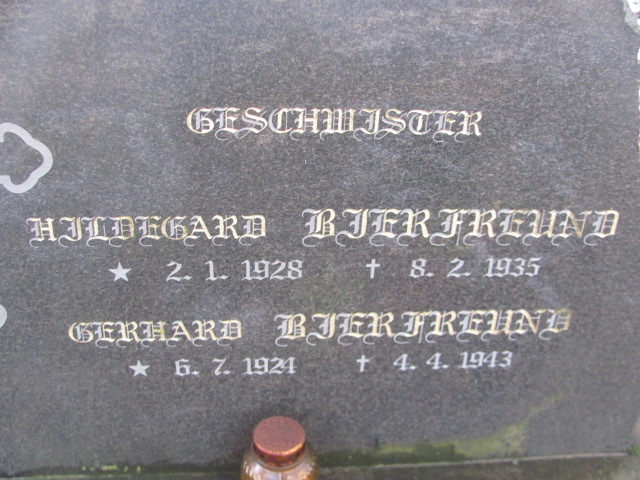 GESCHWISTER
HILDEGARD BIERFREUND
★ 2. 1. 1928 † 8. 2. 1935
GERHARD BIERFREUND
★ 6. 7. 1924 † 4. 4. 1943